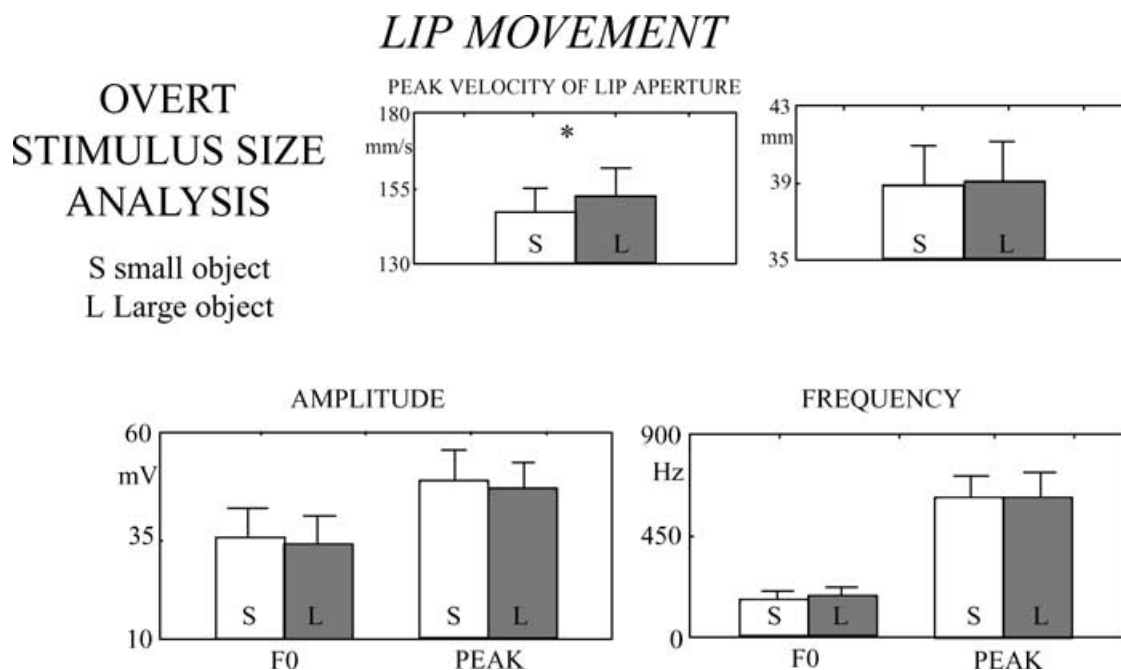 LIP MOVEMENT
OVERT
STIMULUS SIZE
ANALYSIS
S small object
L Large object
PEAK VELOCITY OF LIP APERTURE
180
mm/s
155
130
*
S L
43
mm
39
35
S L
AMPLITUDE
60
mV
35
10
S L S L
F0 PEAK
FREQUENCY
900
Hz
450
0
S L S L
F0 PEAK